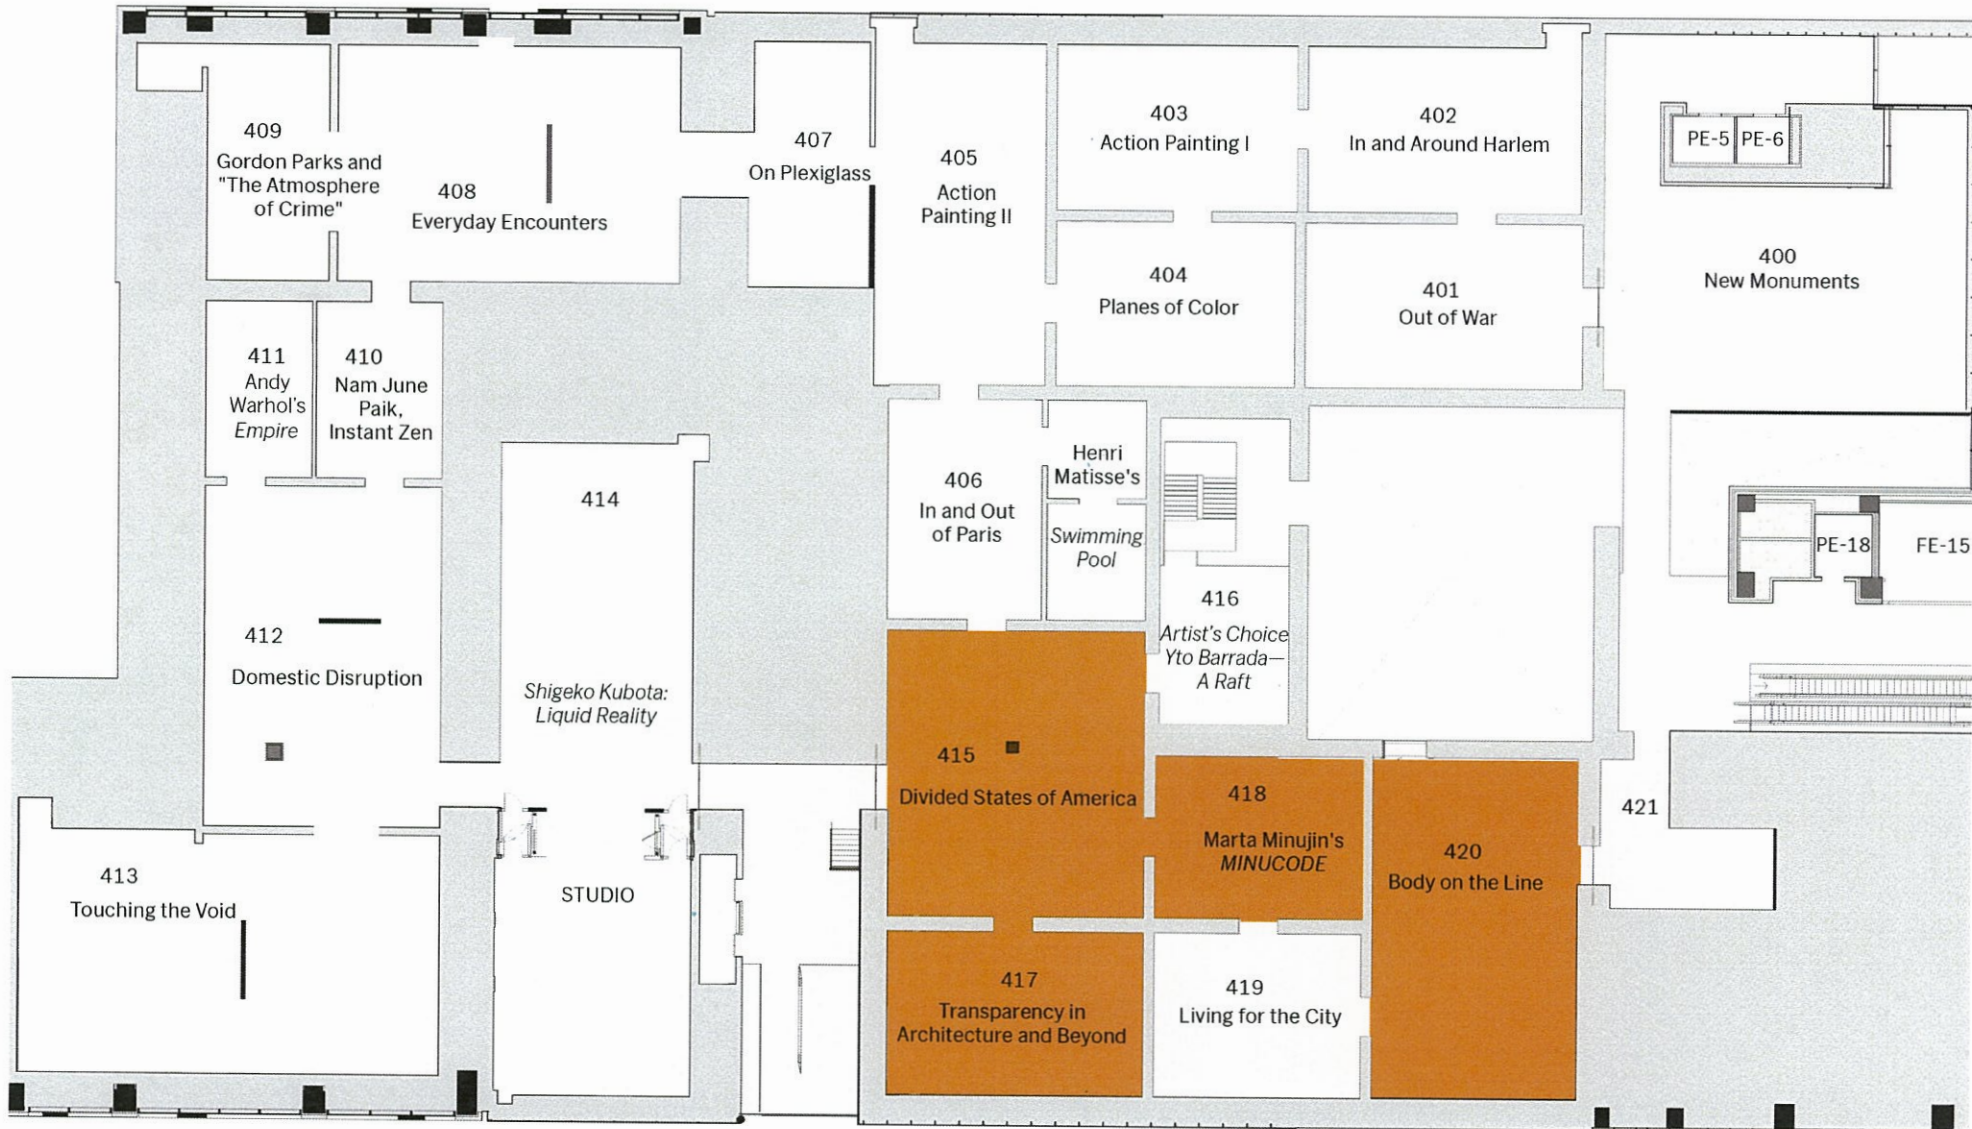 409
Gordon Parks and
"The Atmosphere
of Crime"
408
Everyday Encounters
407
On Plexiglass
405
Action
Painting II
403
Action Painting I
402
In and Around Harlem
PE-5
PE-6
400
New Monuments
404
Planes of Color
401
Out of War
411
Andy
Warhol's
Empire
410
Nam June
Paik,
Instant Zen
414
Shigeko Kubota:
Liquid Reality
406
In and Out
of Paris
Henri
Matisse's
Swimming
Pool
416
Artist's Choice
Yto Barrada—
A Raft
PE-18
FE-15
412
Domestic Disruption
415
Divided States of America
418
Marta Minujin's
MINUCODE
420
Body on the Line
421
413
Touching the Void
STUDIO
417
Transparency in
Architecture and Beyond
419
Living for the City